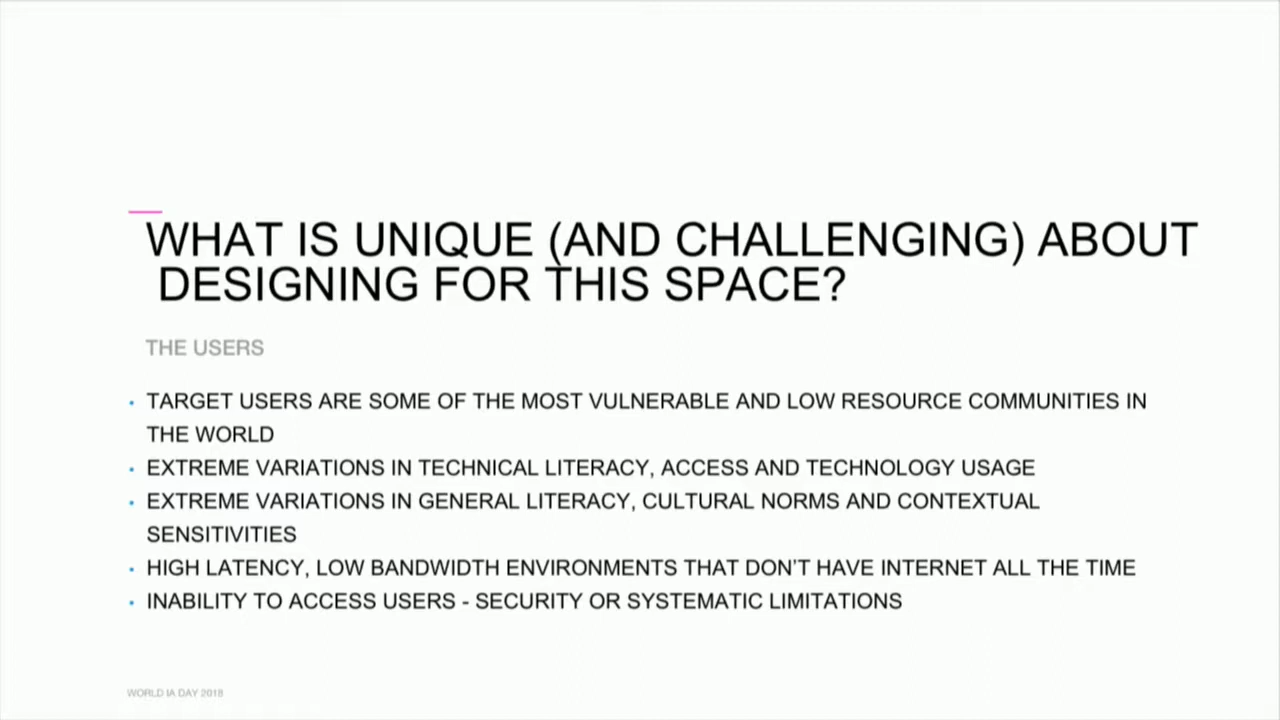 WHAT IS UNIQUE (AND CHALLENGING) ABOUT
DESIGNING FOR THIS SPACE?
THE USERS
• TARGET USERS ARE SOME OF THE MOST VULNERABLE AND LOW RESOURCE COMMUNITIES IN
THE WORLD
• EXTREME VARIATIONS IN TECHNICAL LITERACY, ACCESS AND TECHNOLOGY USAGE
• EXTREME VARIATIONS IN GENERAL LITERACY, CULTURAL NORMS AND CONTEXTUAL
SENSITIVITIES
• HIGH LATENCY, LOW BANDWIDTH ENVIRONMENTS THAT DON'T HAVE INTERNET ALL THE TIME
• INABILITY TO ACCESS USERS - SECURITY OR SYSTEMATIC LIMITATIONS
WORLD IA DAY 2018